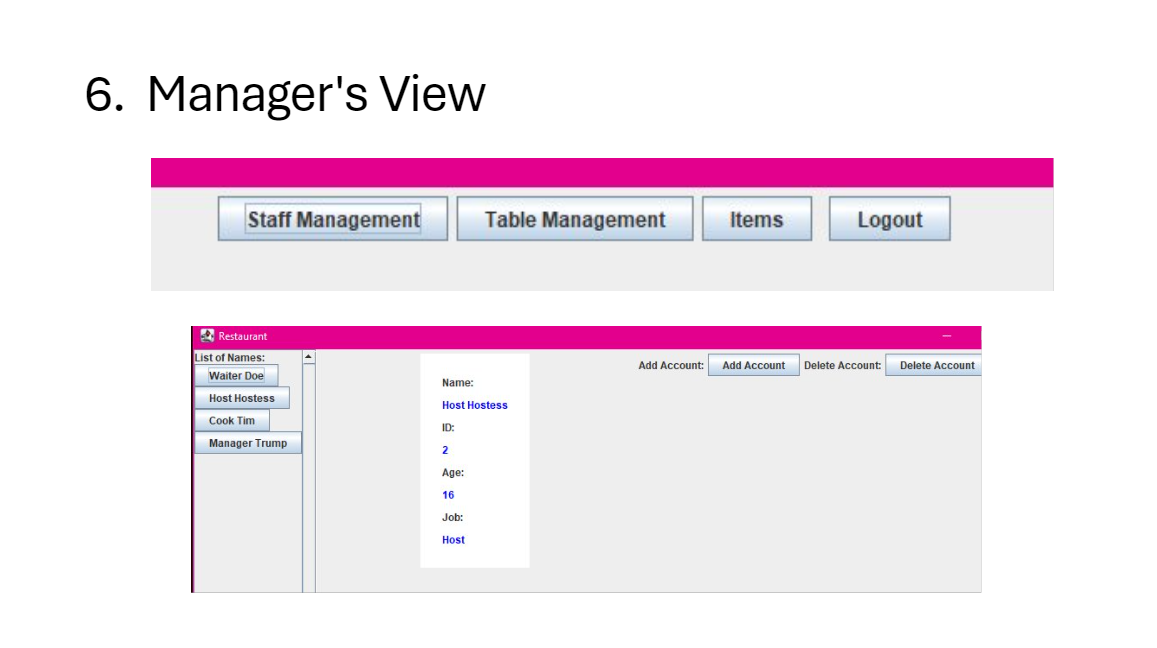 6. Manager's View
Staff Management Table Management Items Logout
Restaurant
List of Names:
Waiter Doe
Host Hostess
Cook Tim
Manager Trump
Name:
Host Hostess
ID:
2
Age:
16
Job:
Host
Add Account: Add Account Delete Account: Delete Account